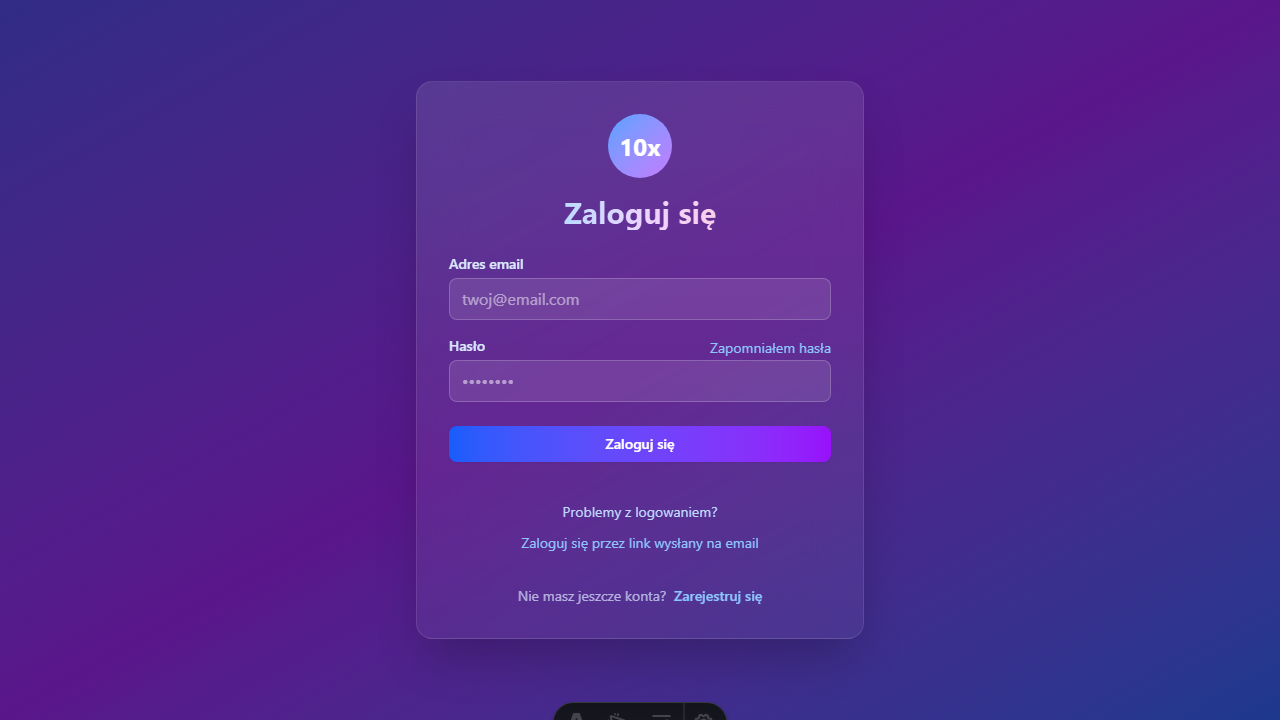 10x
Zaloguj się
Adres email
twoj@email.com
Hasło
Zapomniałem hasła
••••••••
Zaloguj się
Problemy z logowaniem?
Zaloguj się przez link wysłany na email
Nie masz jeszcze konta? Zarejestruj się